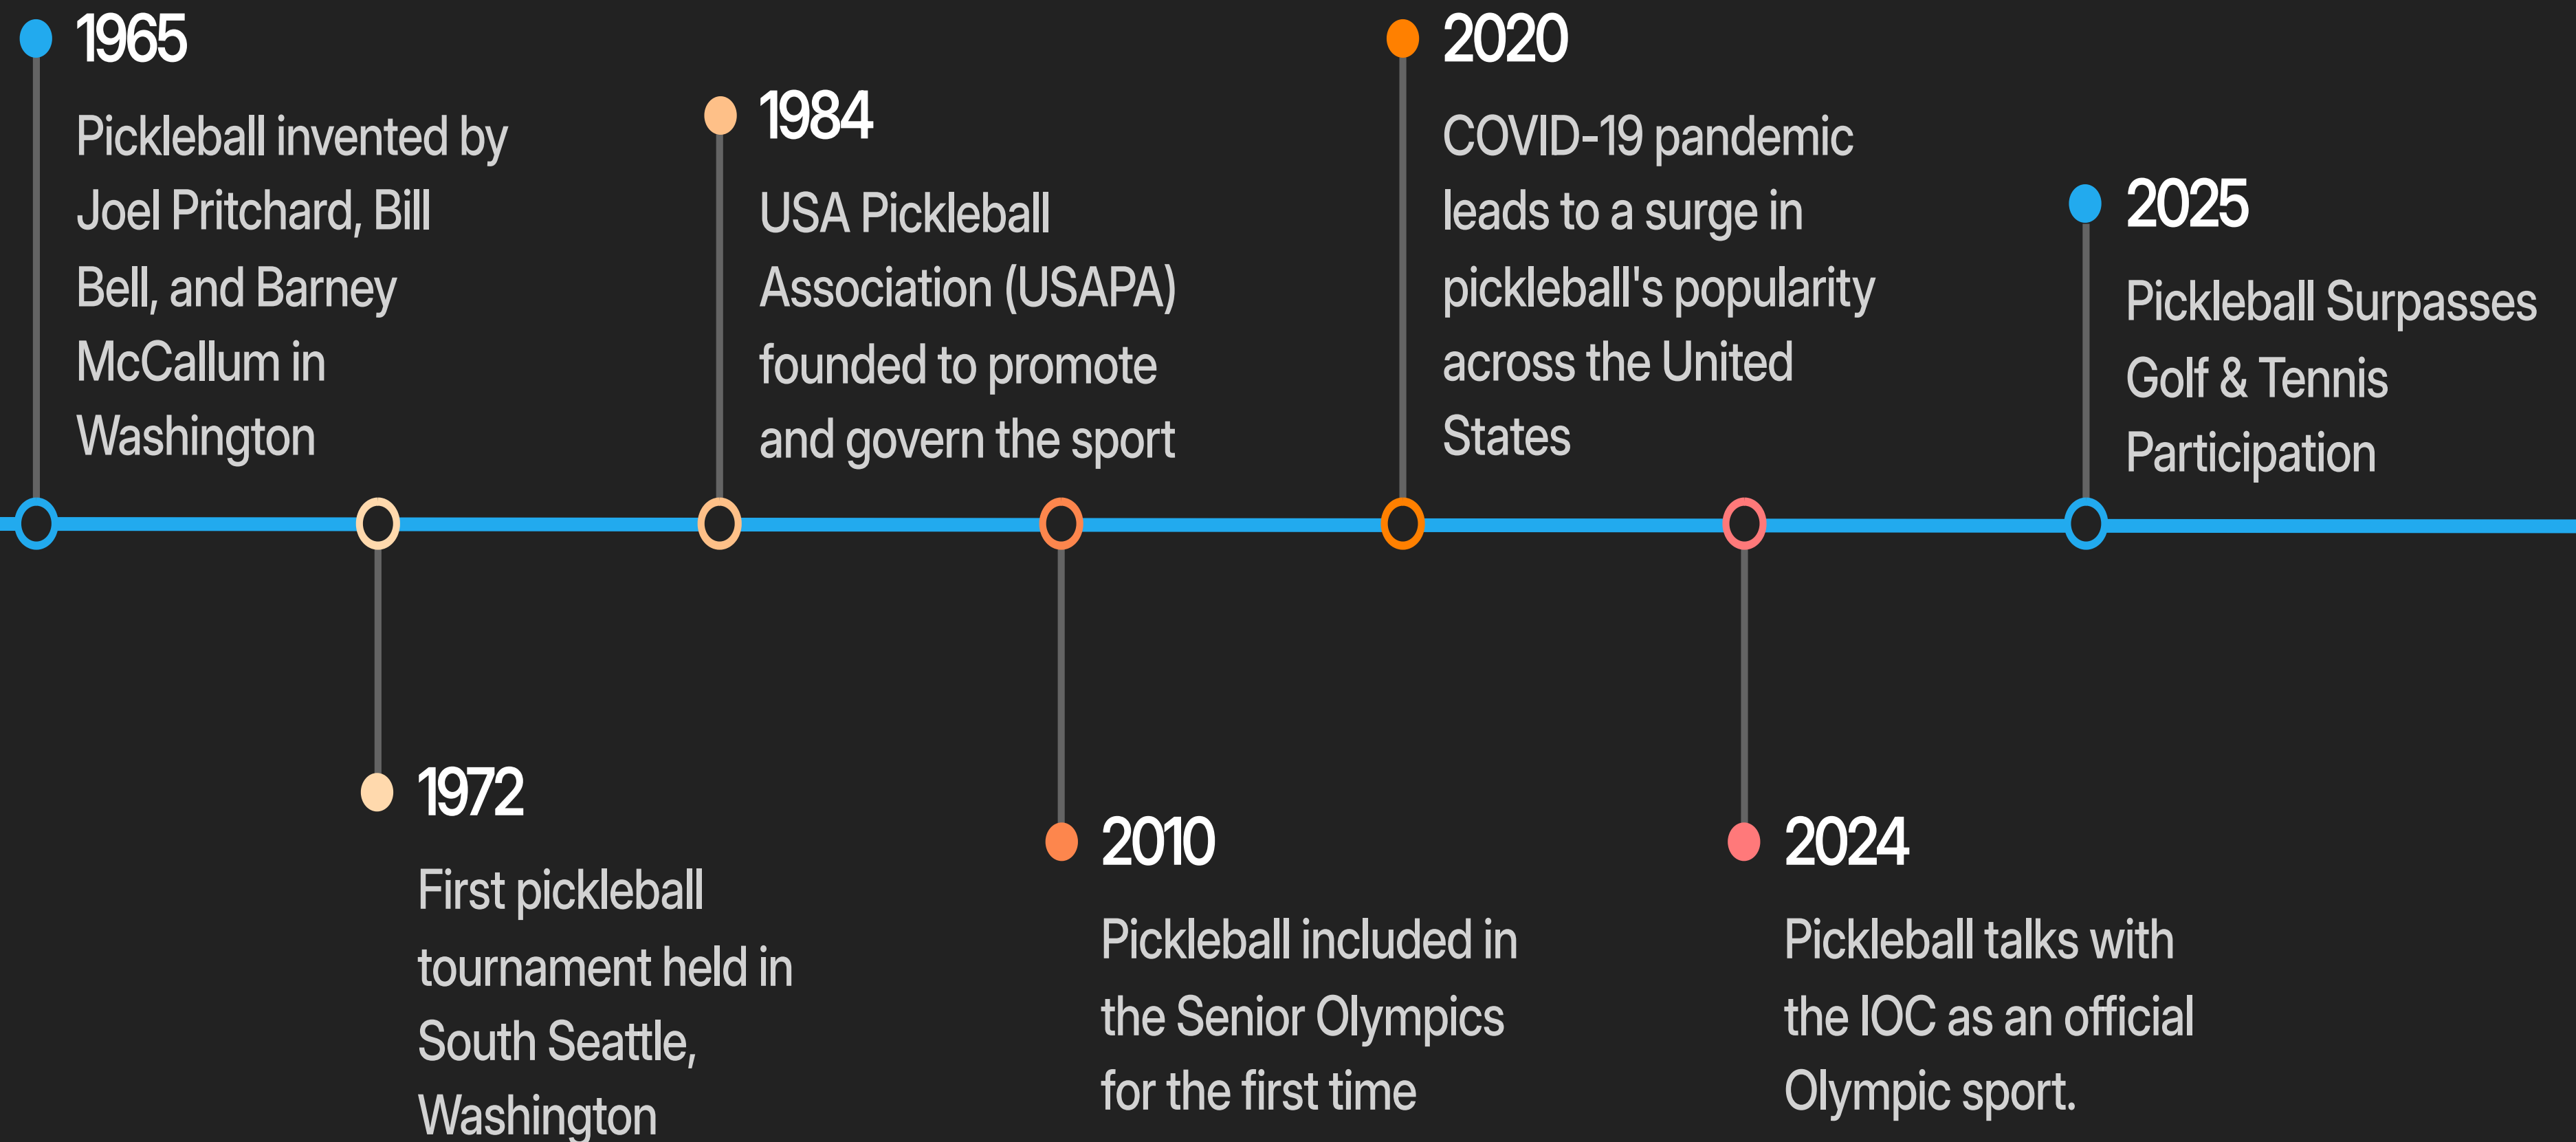 1965
Pickleball invented by
Joel Pritchard, Bill
Bell, and Barney
McCallum in
Washington
1972
First pickleball
tournament held in
South Seattle,
Washington
1984
USA Pickleball
Association (USAPA)
founded to promote
and govern the sport
2010
Pickleball included in
the Senior Olympics
for the first time
2020
COVID-19 pandemic
leads to a surge in
pickleball's popularity
across the United
States
2024
Pickleball talks with
the IOC as an official
Olympic sport.
2025
Pickleball Surpasses
Golf & Tennis
Participation